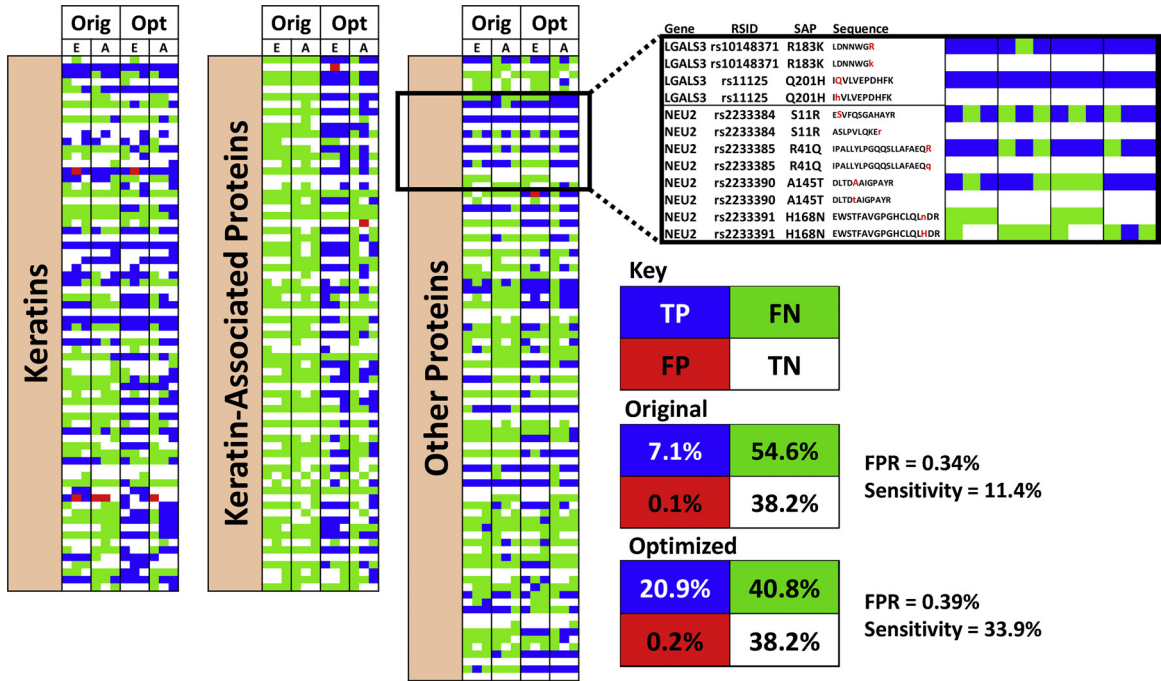 Orig Opt
E A E A
Keratins
Orig Opt
E A E A
Keratin-Associated Proteins
Orig Opt
E A E A
Other Proteins
Gene RSID SAP Sequence
LGALS3 rs10148371 R183K LDNNWGR
LGALS3 rs10148371 R183K LDNNWGk
LGALS3 rs11125 Q201H IQVLVEPDHFK
LGALS3 rs11125 Q201H IhVLVEPDHFK
NEU2 rs2233384 S11R ESVFQSGAHAYR
NEU2 rs2233384 S11R ASLPVLQKEr
NEU2 rs2233385 R41Q IPALLYLPGQQSLLAFAEQR
NEU2 rs2233385 R41Q IPALLYLPGQQSLLAFAEQq
NEU2 rs2233390 A145T DLTDAAIGPAYR
NEU2 rs2233390 A145T DLTDtAIGPAYR
NEU2 rs2233391 H168N EWSTFAVGPGHCLQLnDR
NEU2 rs2233391 H168N EWSTFAVGPGHCLQLHDR
Key
TP FN
FP TN
Original
7.1% 54.6%
0.1% 38.2%
FPR = 0.34%
Sensitivity = 11.4%
Optimized
20.9% 40.8%
0.2% 38.2%
FPR = 0.39%
Sensitivity = 33.9%